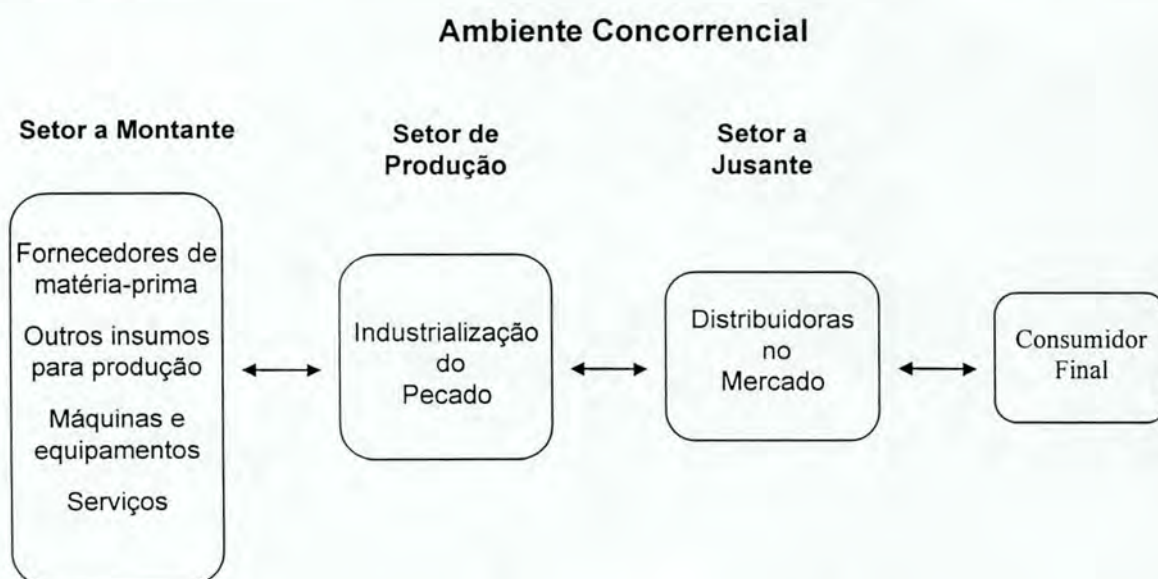 Ambiente Concorrencial
Setor a Montante
Setor de
Produção
Setor a
Jusante
Fornecedores de
matéria-prima
Outros insumos
para produção
Máquinas e
equipamentos
Serviços
Industrialização
do
Pecado
Distribuidoras
no
Mercado
Consumidor
Final